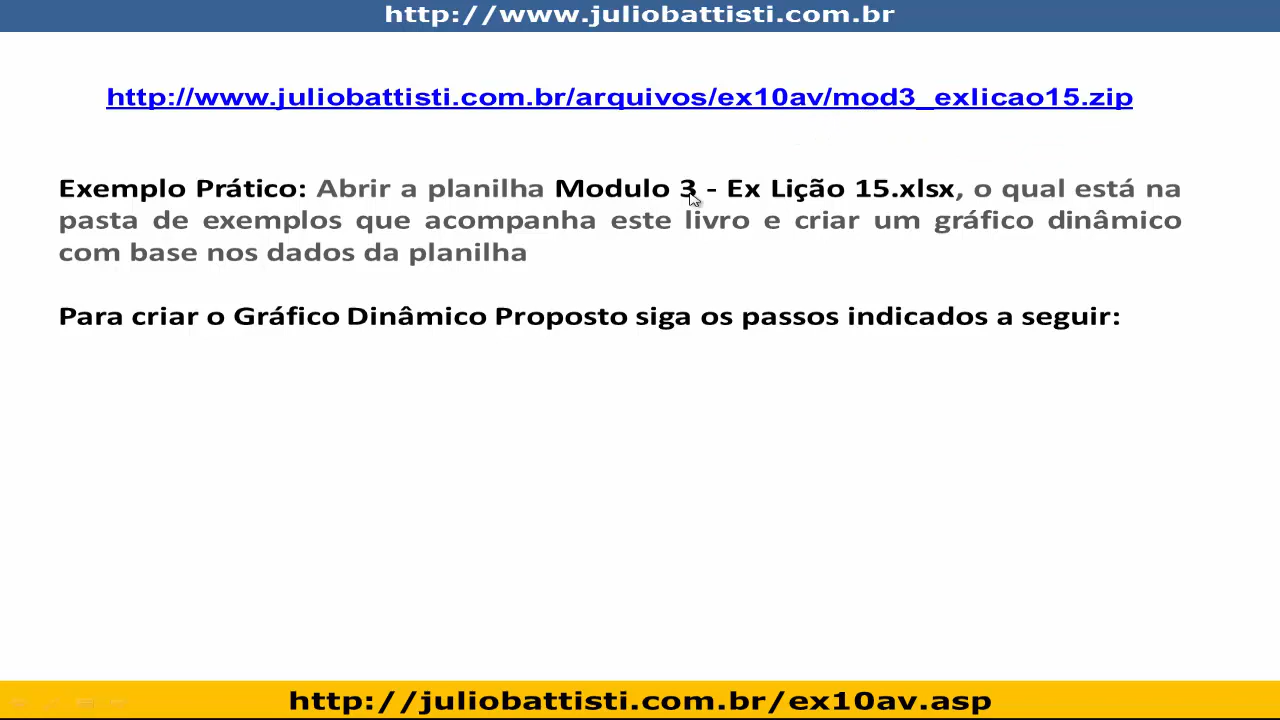 http://www.juliobattisti.com.br
http://www.juliobattisti.com.br/arquivos/ex10av/mod3_exlicao15.zip
Exemplo Prático: Abrir a planilha Modulo 3 - Ex Lição 15.xlsx, o qual está na
pasta de exemplos que acompanha este livro e criar um gráfico dinâmico
com base nos dados da planilha
Para criar o Gráfico Dinâmico Proposto siga os passos indicados a seguir:
http://juliobattisti.com.br/ex10av.asp